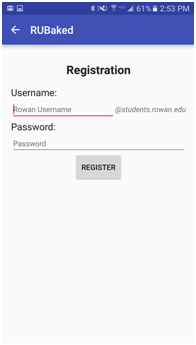 61% 2:53 PM
RUBaked
Registration
Username:
Rowan Username @students.rowan.edu
Password:
Password
REGISTER